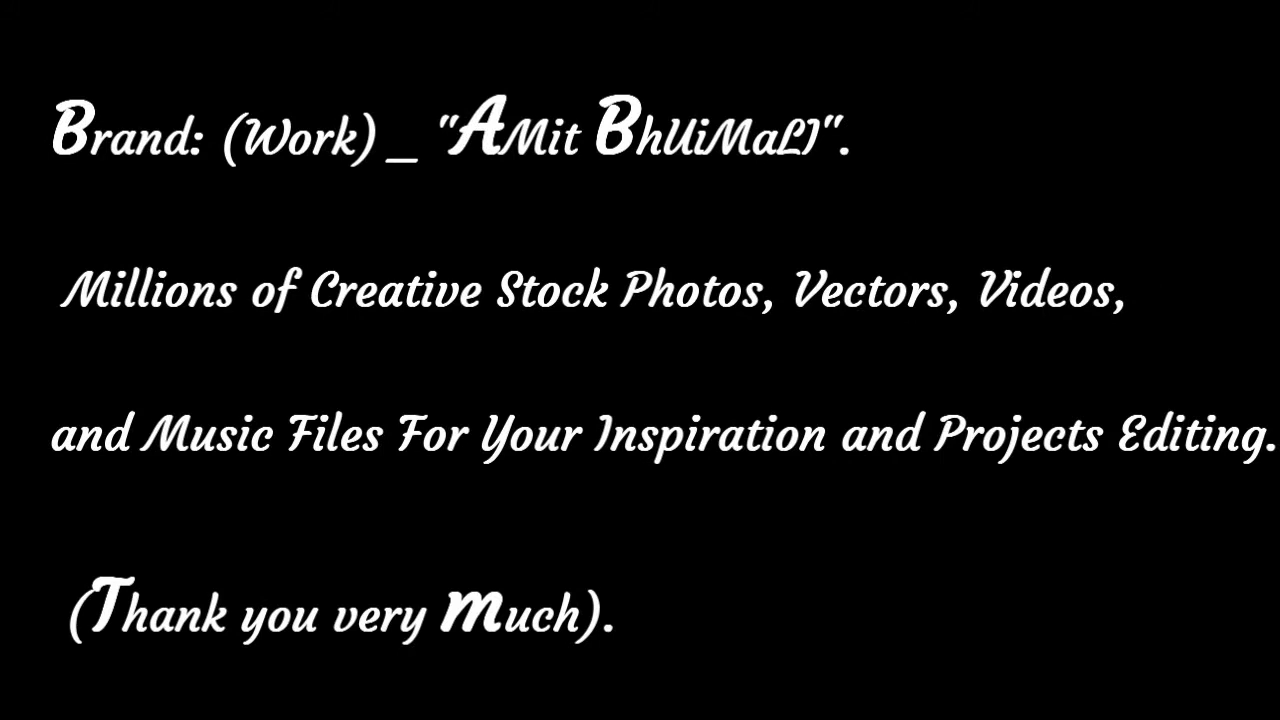 Brand: (Work) _ "AMit BhUiMaLI".
Millions of Creative Stock Photos, Vectors, Videos,
and Music Files For Your Inspiration and Projects Editing.
(Thank you very much).